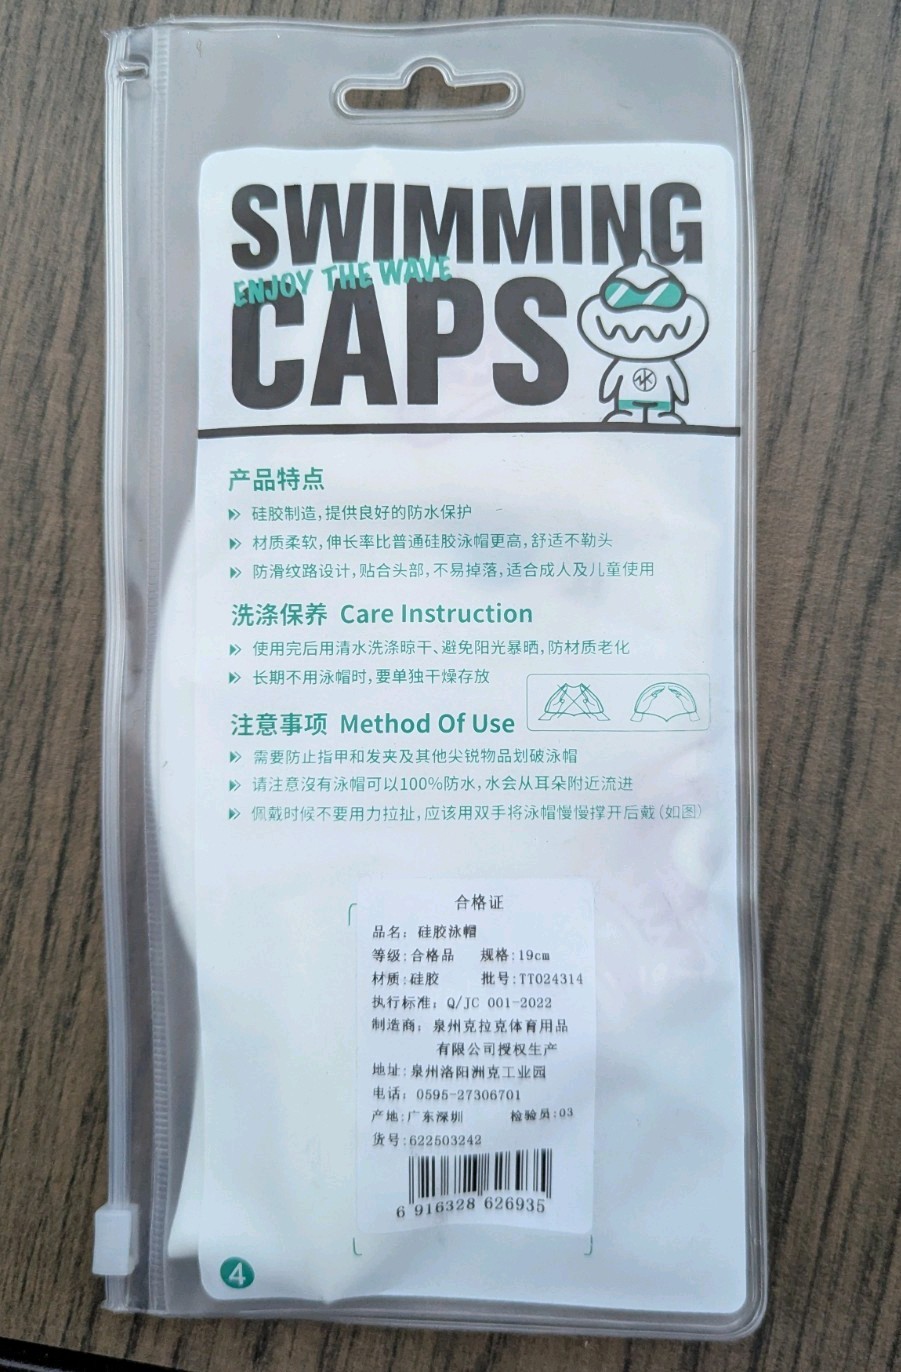 SWIMMING
ENJOY THE WAVE
CAPS
产品特点
硅胶制造,提供良好的防水保护
材质柔软,伸长率比普通硅胶泳帽更高,舒适不勒头
防滑纹路设计,贴合头部,不易掉落,适合成人及儿童使用
洗涤保养 Care Instruction
使用完后用清水洗涤晾干、避免阳光暴晒,防材质老化
长期不用泳帽时,要单独干燥存放
注意事项 Method Of Use
需要防止指甲和发夹及其他尖锐物品划破泳帽
请注意沒有泳帽可以100%防水,水会从耳朵附近流进
佩戴时候不要用力拉扯,应该用双手将泳帽慢慢撑开后戴(如图)
合格证
品名: 硅胶泳帽
等级:合格品 规格:19cm
材质:硅胶 批号:TT024314
执行标准: Q/JC 001-2022
制造商: 泉州克拉克体育用品
有限公司授权生产
地址:泉州洛阳洲克工业园
电话: 0595-27306701
产地:广东深圳 检验员:03
货号:622503242
6 916328 626935
4